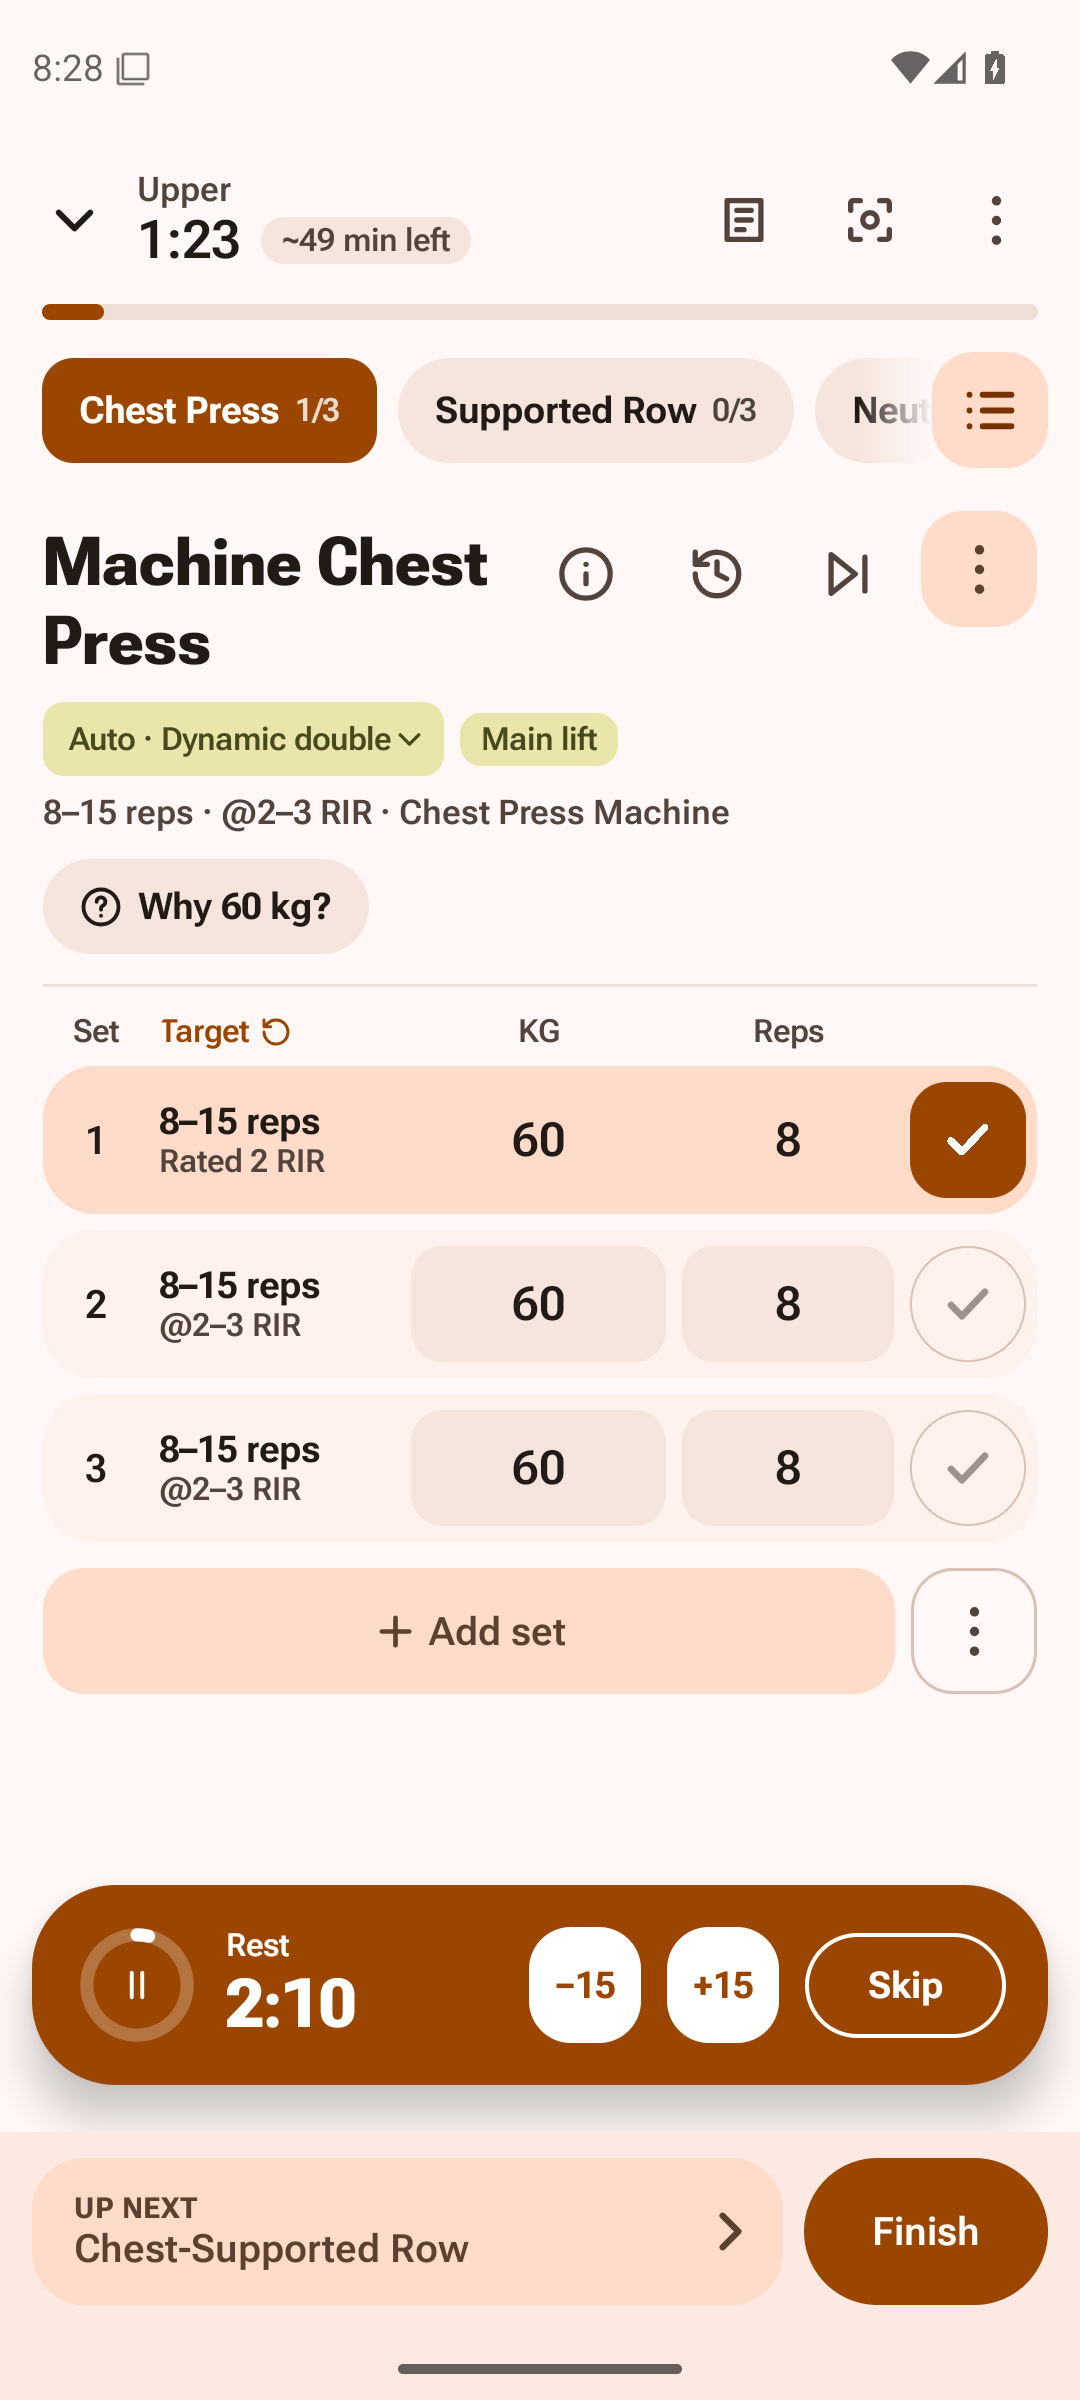 8:28
Upper
1:23 ~49 min left
Chest Press 1/3 Supported Row 0/3 Neut
Machine Chest
Press
Auto · Dynamic double Main lift
8–15 reps · @2–3 RIR · Chest Press Machine
Why 60 kg?
Set Target KG Reps
1 8–15 reps 60 8
Rated 2 RIR
2 8–15 reps 60 8
@2–3 RIR
3 8–15 reps 60 8
@2–3 RIR
+ Add set
Rest
2:10 −15 +15 Skip
UP NEXT
Chest-Supported Row
Finish